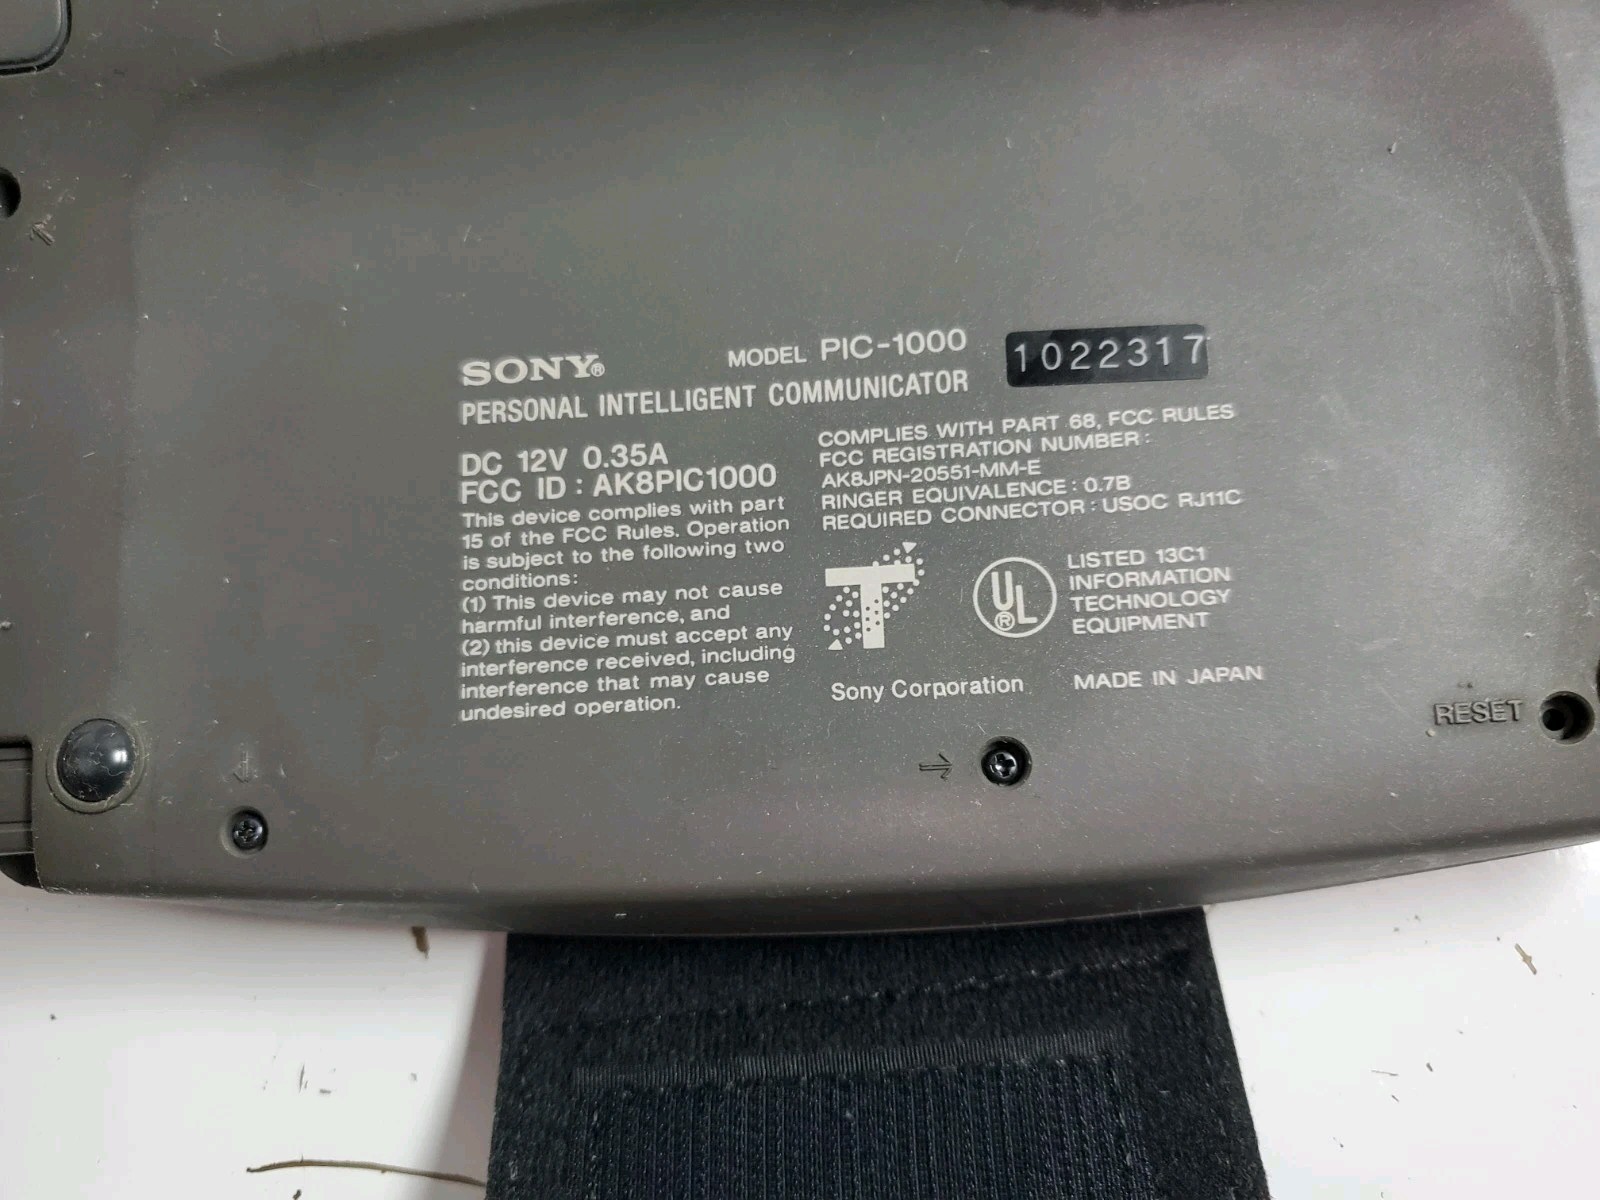 SONY®
MODEL PIC-1000
1022317
PERSONAL INTELLIGENT COMMUNICATOR
DC 12V 0.35A
FCC ID : AK8PIC1000
This device complies with part
15 of the FCC Rules. Operation
is subject to the following two
conditions:
(1) This device may not cause
harmful interference, and
(2) this device must accept any
interference received, including
interference that may cause
undesired operation.
COMPLIES WITH PART 68, FCC RULES
FCC REGISTRATION NUMBER :
AK8JPN-20551-MM-E
RINGER EQUIVALENCE : 0.7B
REQUIRED CONNECTOR : USOC RJ11C
T
UL®
LISTED 13C1
INFORMATION
TECHNOLOGY
EQUIPMENT
Sony Corporation
MADE IN JAPAN
RESET